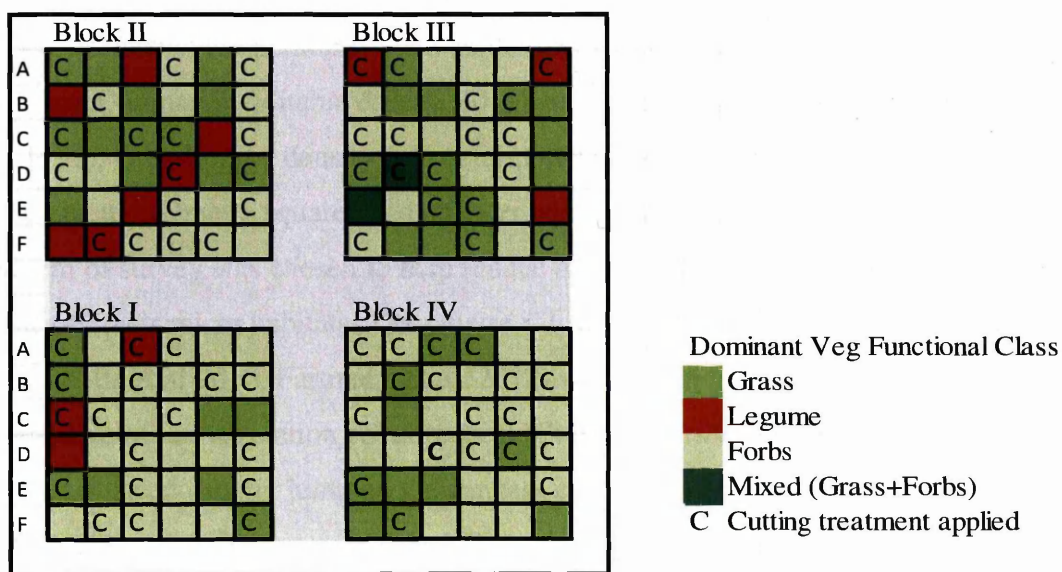 Block II Block III
A C C C C C C
B C C C C
C C C C C C C C C C
D C C C C C C C
E C C C C
F C C C C C C C
Block I Block IV
A C C C C C C C
B C C C C C C C C
C C C C C C C
D C C C C C C
E C C C C
F C C C C
Dominant Veg Functional Class
Grass
Legume
Forbs
Mixed (Grass+Forbs)
C Cutting treatment applied